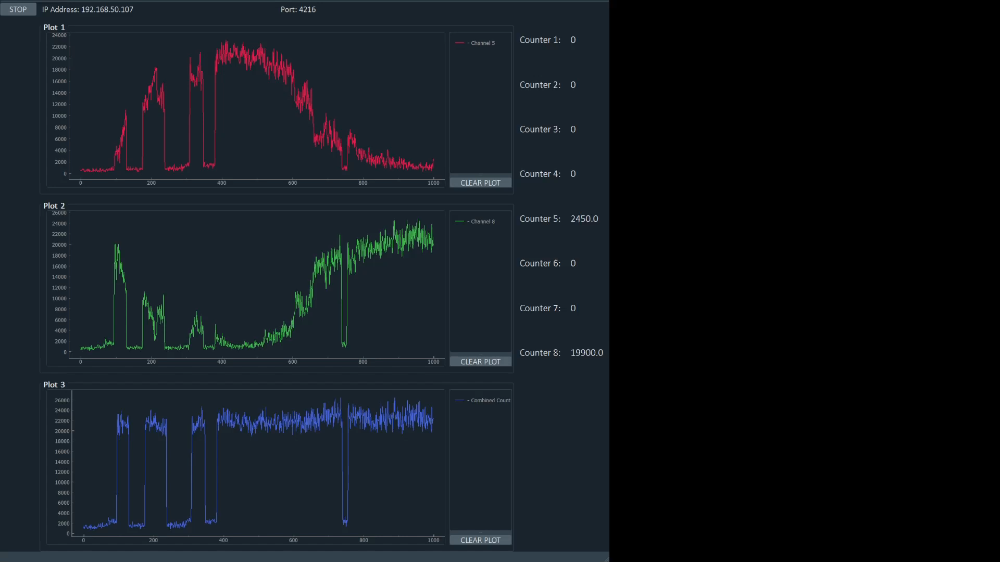 STOP IP Address: 192.168.50.107 Port: 4216
Plot 1
24000
22000
20000
18000
16000
14000
12000
10000
8000
6000
4000
2000
0
0 200 400 600 800 1000
- Channel 5
CLEAR PLOT
Plot 2
26000
24000
22000
20000
18000
16000
14000
12000
10000
8000
6000
4000
2000
0
0 200 400 600 800 1000
- Channel 8
CLEAR PLOT
Plot 3
26000
24000
22000
20000
18000
16000
14000
12000
10000
8000
6000
4000
2000
0
0 200 400 600 800 1000
- Combined Count
CLEAR PLOT
Counter 1: 0
Counter 2: 0
Counter 3: 0
Counter 4: 0
Counter 5: 2450.0
Counter 6: 0
Counter 7: 0
Counter 8: 19900.0